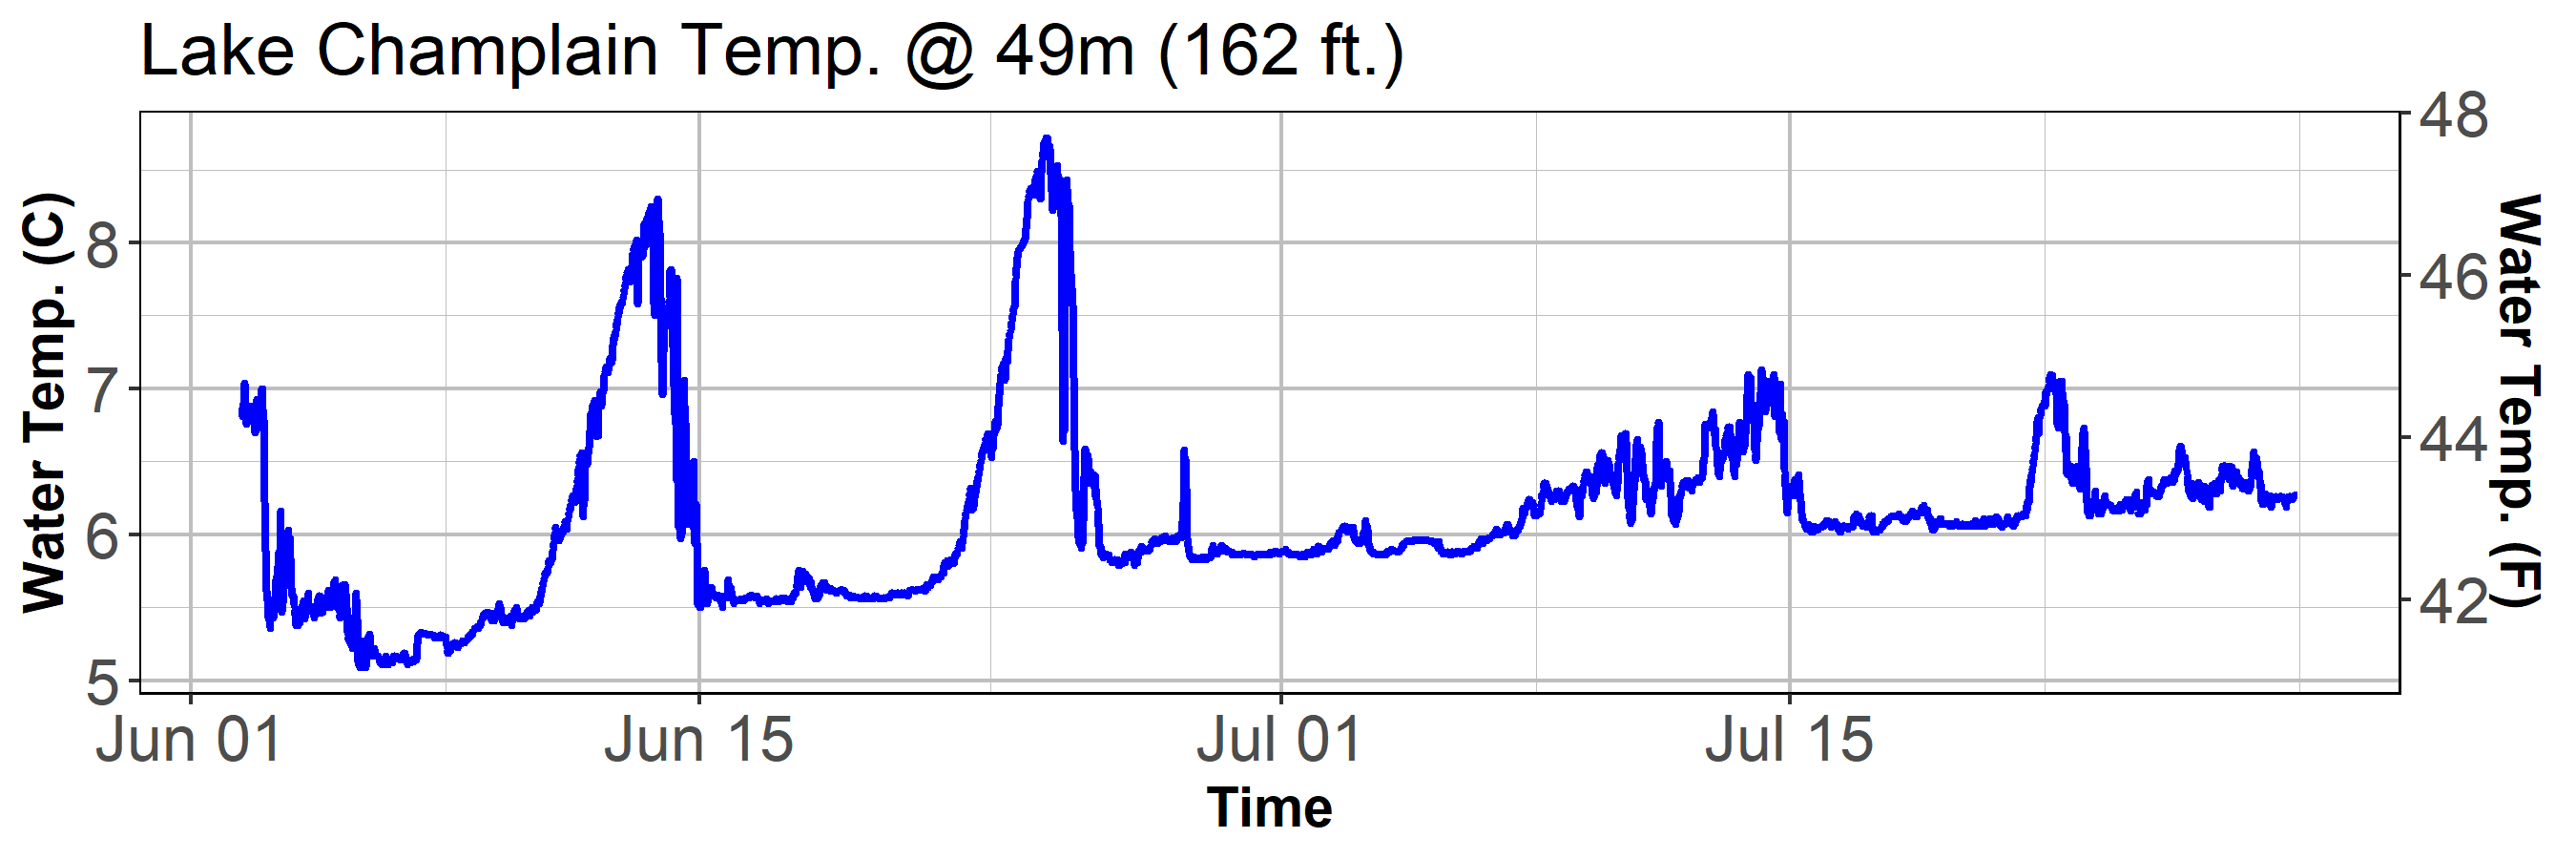 Lake Champlain Temp. @ 49m (162 ft.)
Water Temp. (C)
8
7
6
5
48
46
44
42
Water Temp. (F)
Jun 01 Jun 15 Jul 01 Jul 15
Time